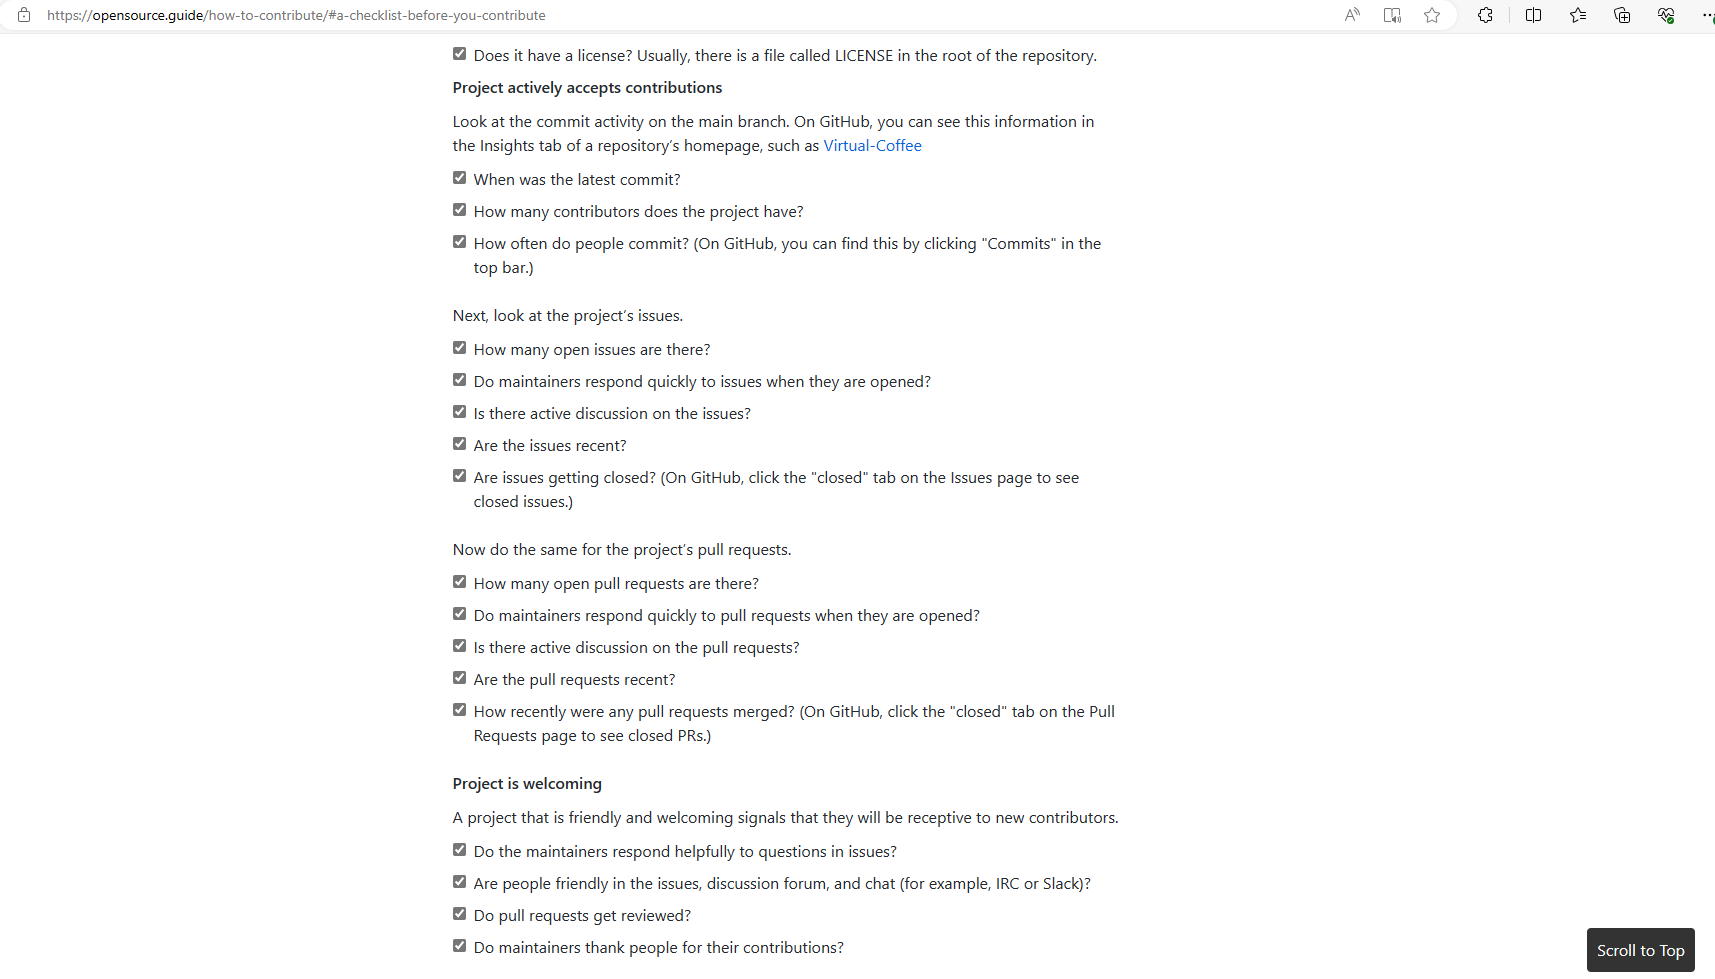 https://opensource.guide/how-to-contribute/#a-checklist-before-you-contribute
Does it have a license? Usually, there is a file called LICENSE in the root of the repository.
Project actively accepts contributions
Look at the commit activity on the main branch. On GitHub, you can see this information in
the Insights tab of a repository's homepage, such as Virtual-Coffee
When was the latest commit?
How many contributors does the project have?
How often do people commit? (On GitHub, you can find this by clicking "Commits" in the
top bar.)
Next, look at the project's issues.
How many open issues are there?
Do maintainers respond quickly to issues when they are opened?
Is there active discussion on the issues?
Are the issues recent?
Are issues getting closed? (On GitHub, click the "closed" tab on the Issues page to see
closed issues.)
Now do the same for the project's pull requests.
How many open pull requests are there?
Do maintainers respond quickly to pull requests when they are opened?
Is there active discussion on the pull requests?
Are the pull requests recent?
How recently were any pull requests merged? (On GitHub, click the "closed" tab on the Pull
Requests page to see closed PRs.)
Project is welcoming
A project that is friendly and welcoming signals that they will be receptive to new contributors.
Do the maintainers respond helpfully to questions in issues?
Are people friendly in the issues, discussion forum, and chat (for example, IRC or Slack)?
Do pull requests get reviewed?
Do maintainers thank people for their contributions?
Scroll to Top